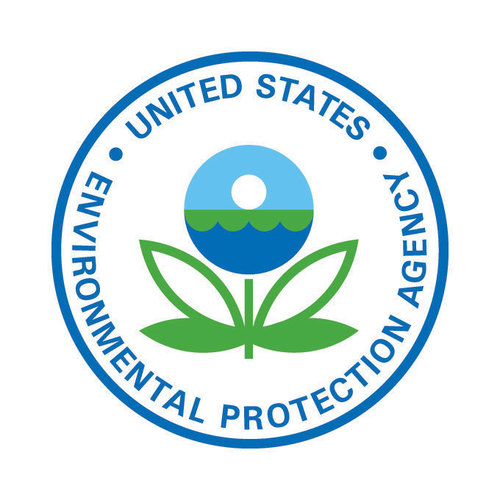 UNITED STATES
ENVIRONMENTAL PROTECTION AGENCY